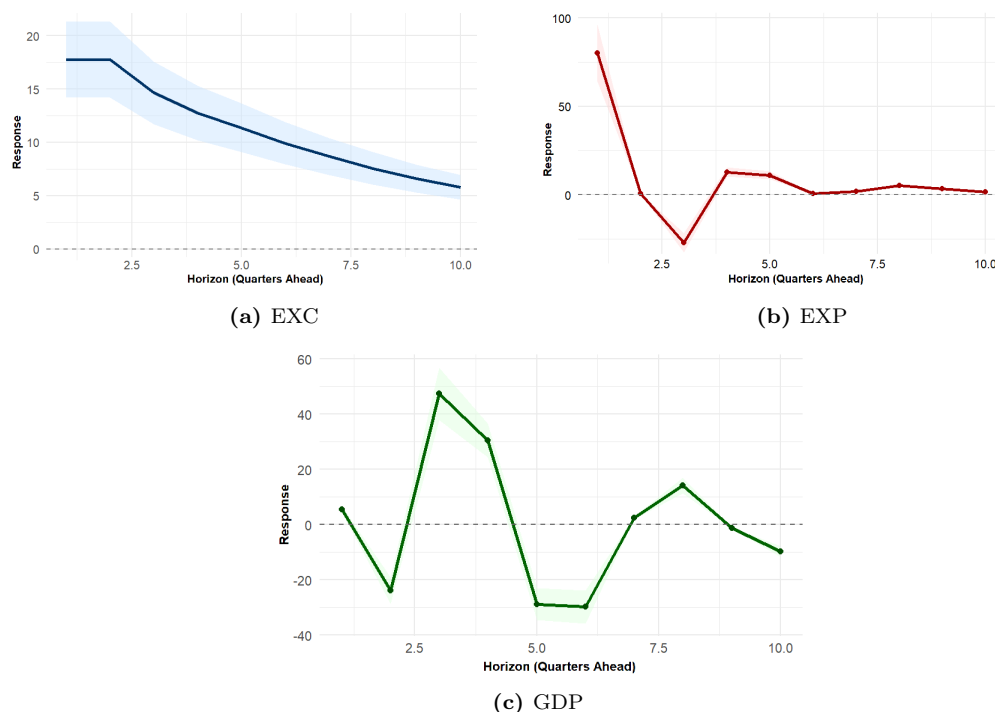 20
15
10
5
0
Response
2.5 5.0 7.5 10.0
Horizon (Quarters Ahead)
(a) EXC
100
50
0
Response
2.5 5.0 7.5 10.0
Horizon (Quarters Ahead)
(b) EXP
60
40
20
0
-20
-40
Response
2.5 5.0 7.5 10.0
Horizon (Quarters Ahead)
(c) GDP